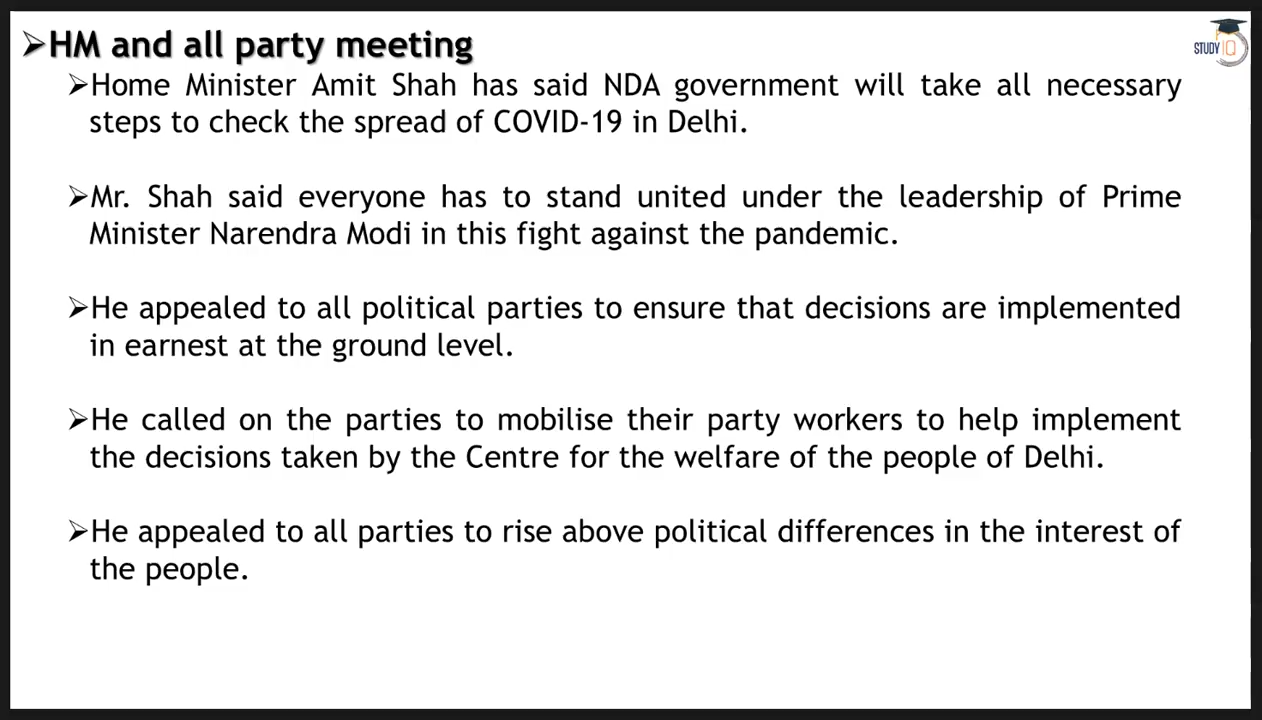 ➢HM and all party meeting
STUDY IQ
➢Home Minister Amit Shah has said NDA government will take all necessary
steps to check the spread of COVID-19 in Delhi.
➢Mr. Shah said everyone has to stand united under the leadership of Prime
Minister Narendra Modi in this fight against the pandemic.
➢He appealed to all political parties to ensure that decisions are implemented
in earnest at the ground level.
➢He called on the parties to mobilise their party workers to help implement
the decisions taken by the Centre for the welfare of the people of Delhi.
➢He appealed to all parties to rise above political differences in the interest of
the people.